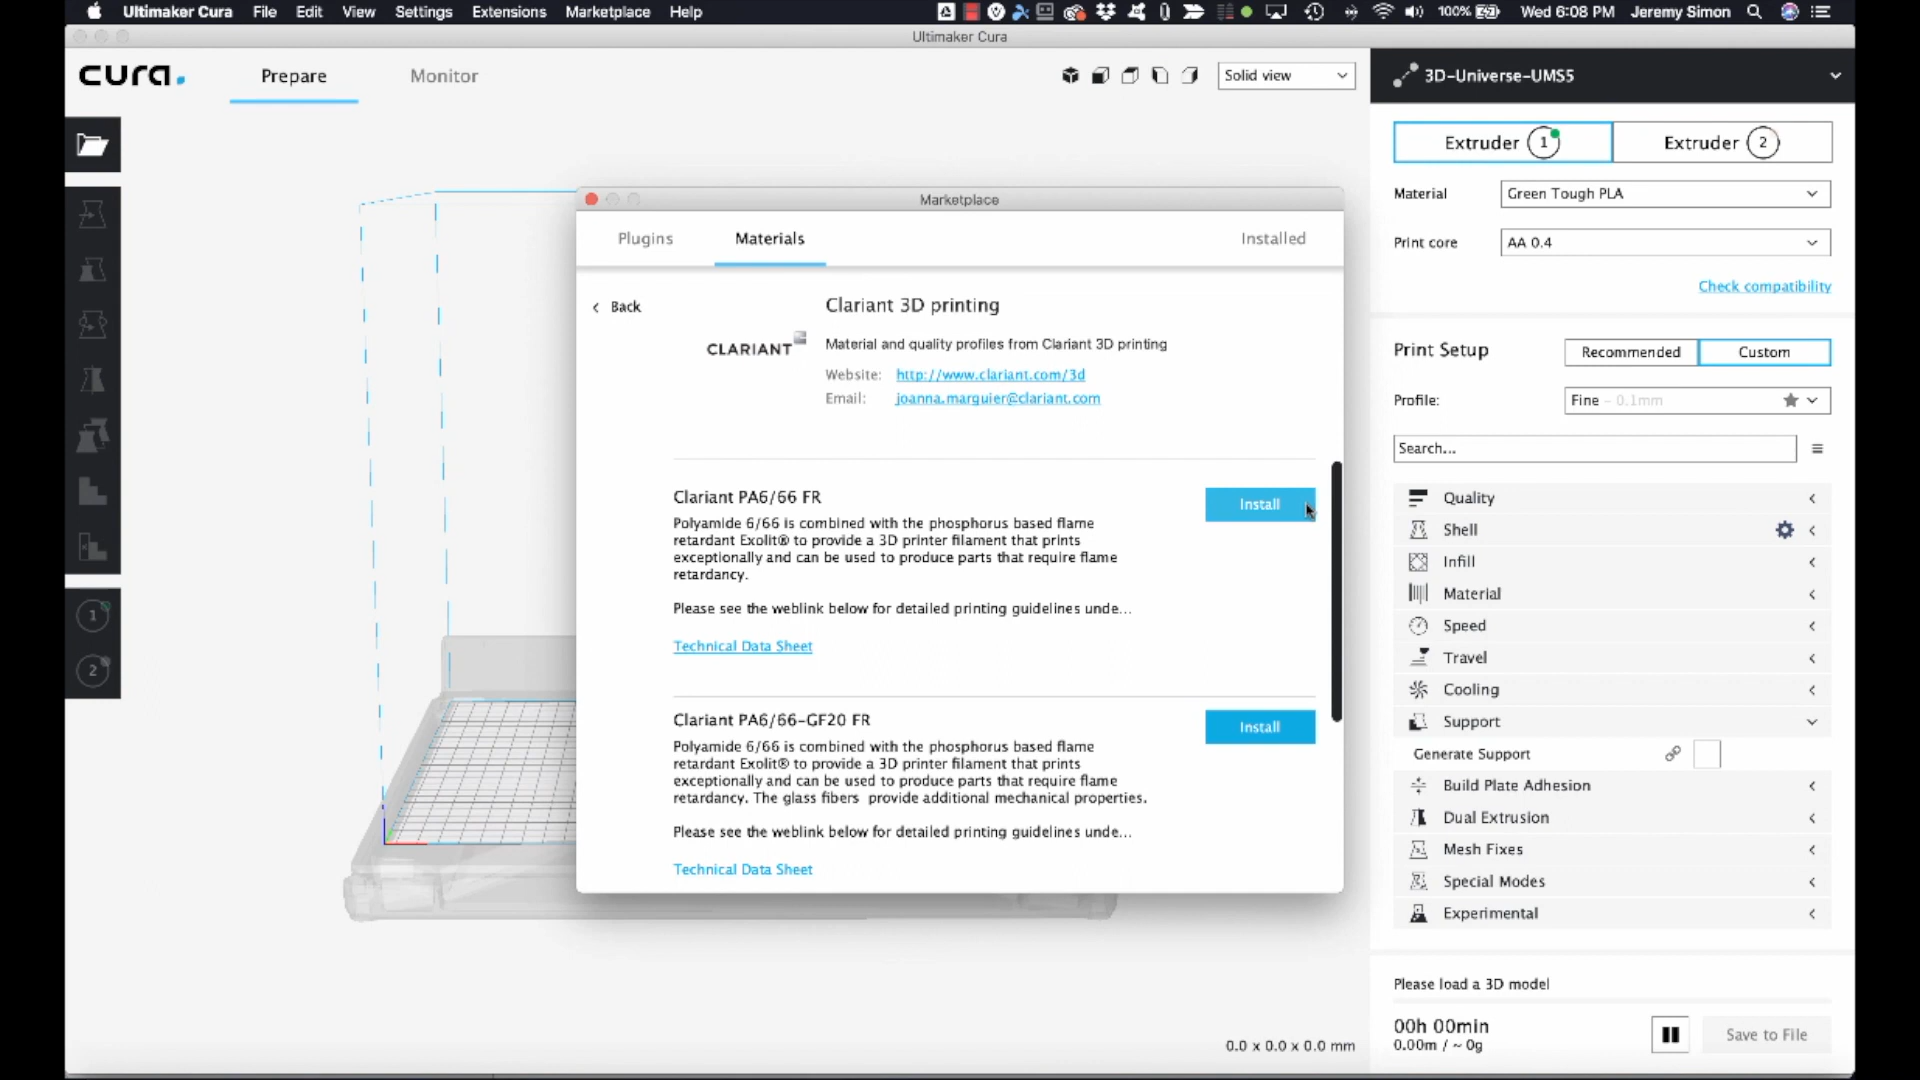 Ultimaker Cura File Edit View Settings Extensions Marketplace Help 100% Wed 6:08 PM Jeremy Simon
Ultimaker Cura
cura.
Prepare
Monitor
Solid view
3D-Universe-UMS5
Extruder 1
Extruder 2
Material
Green Tough PLA
Print core
AA 0.4
Check compatibility
Print Setup
Recommended
Custom
Profile:
Fine – 0.1mm
Search...
Quality
Shell
Infill
Material
Speed
Travel
Cooling
Support
Generate Support
Build Plate Adhesion
Dual Extrusion
Mesh Fixes
Special Modes
Experimental
Please load a 3D model
00h 00min
0.00m / ~ 0g
Save to File
1
2
0.0 x 0.0 x 0.0 mm
Marketplace
Plugins
Materials
Installed
Back
CLARIANT
Clariant 3D printing
Material and quality profiles from Clariant 3D printing
Website: http://www.clariant.com/3d
Email: joanna.marguier@clariant.com
Clariant PA6/66 FR
Install
Polyamide 6/66 is combined with the phosphorus based flame
retardant Exolit® to provide a 3D printer filament that prints
exceptionally and can be used to produce parts that require flame
retardancy.
Please see the weblink below for detailed printing guidelines unde...
Technical Data Sheet
Clariant PA6/66-GF20 FR
Install
Polyamide 6/66 is combined with the phosphorus based flame
retardant Exolit® to provide a 3D printer filament that prints
exceptionally and can be used to produce parts that require flame
retardancy. The glass fibers  provide additional mechanical properties.
Please see the weblink below for detailed printing guidelines unde...
Technical Data Sheet